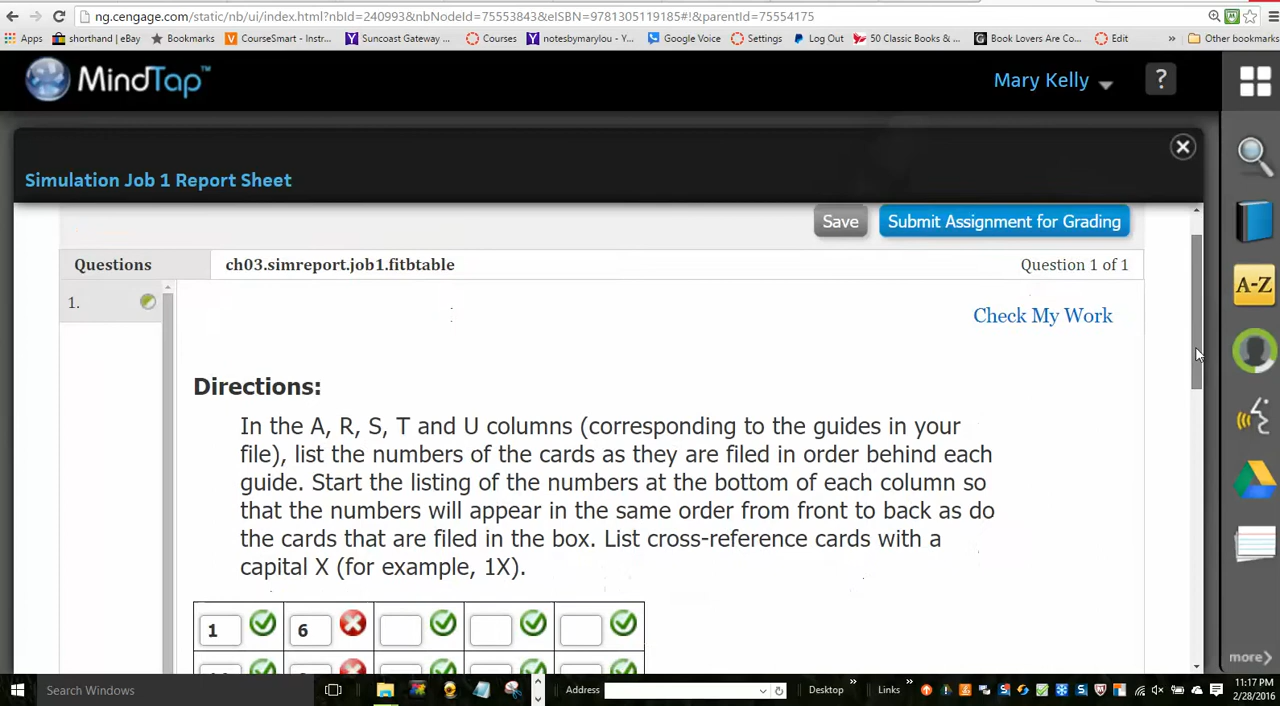 ng.cengage.com/static/nb/ui/index.html?nbId=240993&nbNodeId=75553843&dISBN=9781305119185#!&parentId=75554175
Apps shorthand | eBay Bookmarks CourseSmart - Instr... Suncoast Gateway ... Courses notesbymarylou - Y... Google Voice Settings Log Out 50 Classic Books & ... Book Lovers Are Co... Edit » Other bookmarks
MindTap™ Mary Kelly ?
Simulation Job 1 Report Sheet
Save Submit Assignment for Grading
Questions ch03.simreport.job1.fitbtable Question 1 of 1
1.
Check My Work
Directions:
In the A, R, S, T and U columns (corresponding to the guides in your
file), list the numbers of the cards as they are filed in order behind each
guide. Start the listing of the numbers at the bottom of each column so
that the numbers will appear in the same order from front to back as do
the cards that are filed in the box. List cross-reference cards with a
capital X (for example, 1X).
1 6
A-Z
more
Search Windows Address Desktop » Links » 11:17 PM
2/28/2016